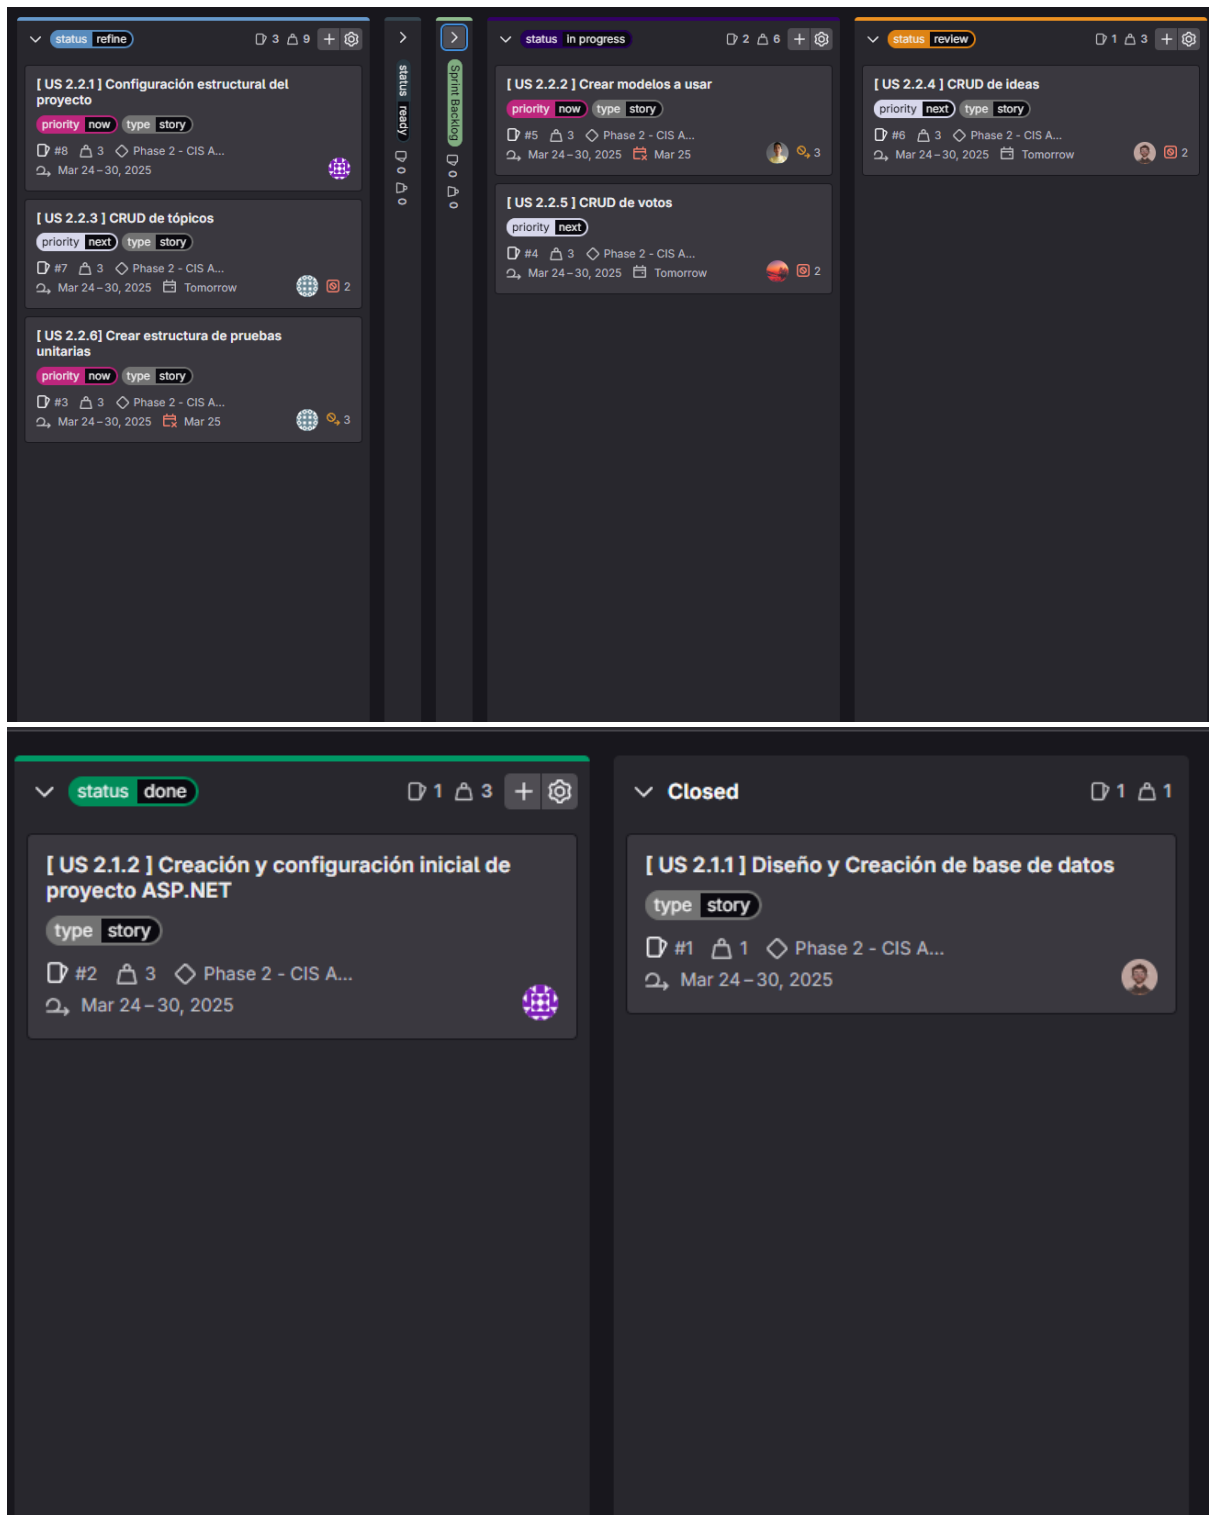 status refine 3 9
[ US 2.2.1 ] Configuración estructural del
proyecto
priority now type story
#8 3 Phase 2 - CIS A...
Mar 24 – 30, 2025
[ US 2.2.3 ] CRUD de tópicos
priority next type story
#7 3 Phase 2 - CIS A...
Mar 24 – 30, 2025 Tomorrow 2
[ US 2.2.6] Crear estructura de pruebas
unitarias
priority now type story
#3 3 Phase 2 - CIS A...
Mar 24 – 30, 2025 Mar 25 3
status ready 0 0
Sprint Backlog 0 0
status in progress 2 6
[ US 2.2.2 ] Crear modelos a usar
priority now type story
#5 3 Phase 2 - CIS A...
Mar 24 – 30, 2025 Mar 25 3
[ US 2.2.5 ] CRUD de votos
priority next
#4 3 Phase 2 - CIS A...
Mar 24 – 30, 2025 Tomorrow 2
status review 1 3
[ US 2.2.4 ] CRUD de ideas
priority next type story
#6 3 Phase 2 - CIS A...
Mar 24 – 30, 2025 Tomorrow 2
status done 1 3
[ US 2.1.2 ] Creación y configuración inicial de
proyecto ASP.NET
type story
#2 3 Phase 2 - CIS A...
Mar 24 – 30, 2025
Closed 1 1
[ US 2.1.1 ] Diseño y Creación de base de datos
type story
#1 1 Phase 2 - CIS A...
Mar 24 – 30, 2025